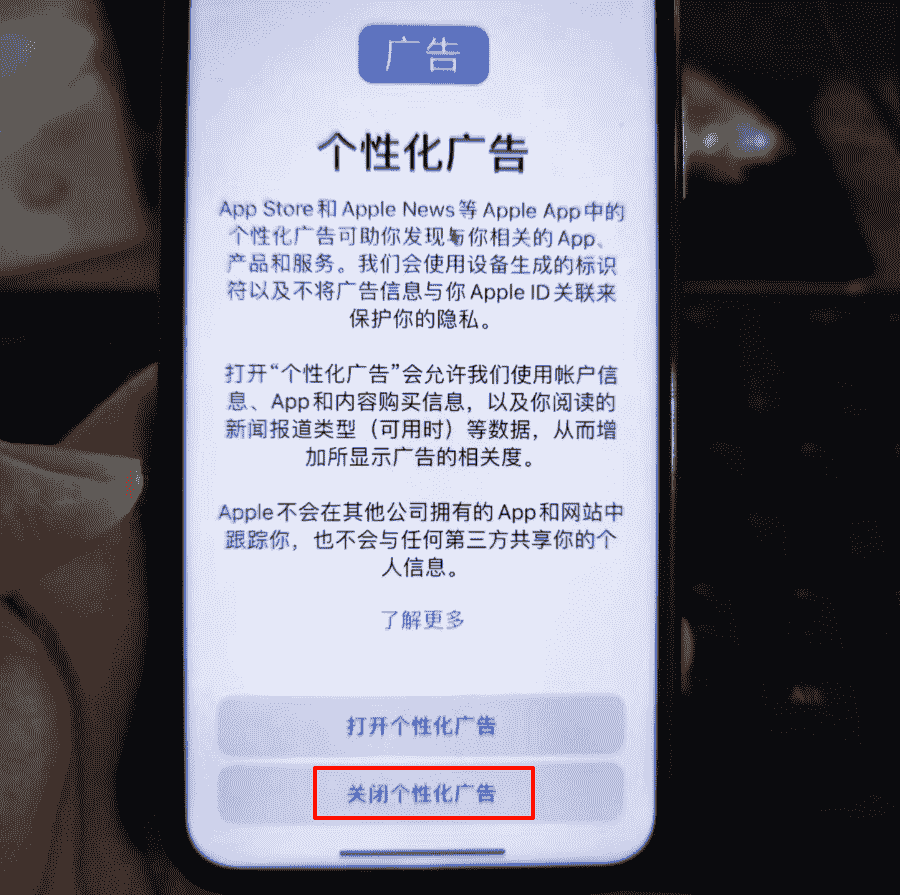 广告
个性化广告
App Store和Apple News等Apple App中的
个性化广告可助你发现与你相关的App、
产品和服务。我们会使用设备生成的标识
符以及不将广告信息与你Apple ID关联来
保护你的隐私。
打开“个性化广告”会允许我们使用帐户信
息、App和内容购买信息，以及你阅读的
新闻报道类型（可用时）等数据，从而增
加所显示广告的相关度。
Apple不会在其他公司拥有的App和网站中
跟踪你，也不会与任何第三方共享你的个
人信息。
了解更多
打开个性化广告
关闭个性化广告